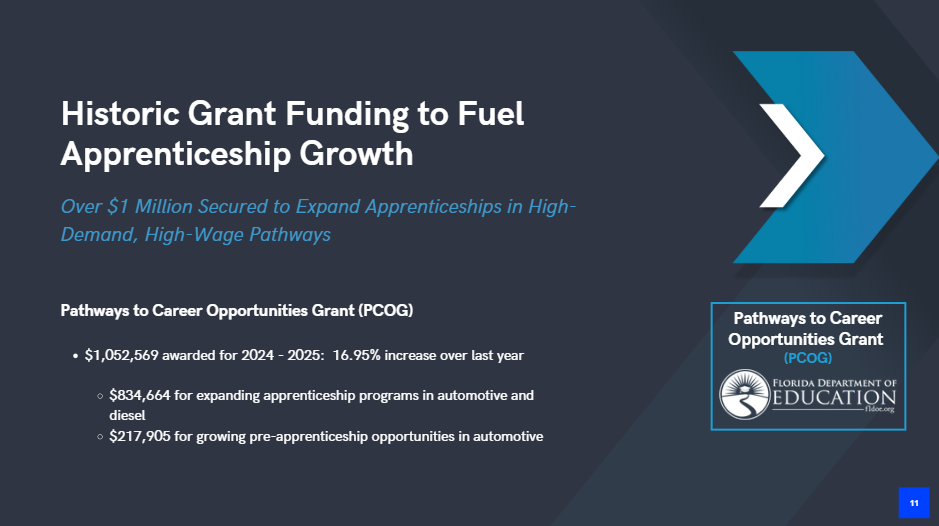 Historic Grant Funding to Fuel
Apprenticeship Growth
Over $1 Million Secured to Expand Apprenticeships in High-
Demand, High-Wage Pathways
Pathways to Career Opportunities Grant (PCOG)
• $1,052,569 awarded for 2024 - 2025: 16.95% increase over last year
○ $834,664 for expanding apprenticeship programs in automotive and
diesel
○ $217,905 for growing pre-apprenticeship opportunities in automotive
Pathways to Career
Opportunities Grant
(PCOG)
FLORIDA DEPARTMENT OF
EDUCATION
fldoe.org
11